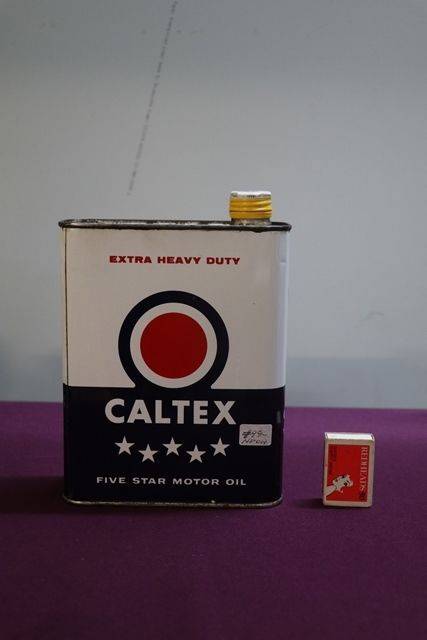 EXTRA HEAVY DUTY
CALTEX
FIVE STAR MOTOR OIL
REDHEADS